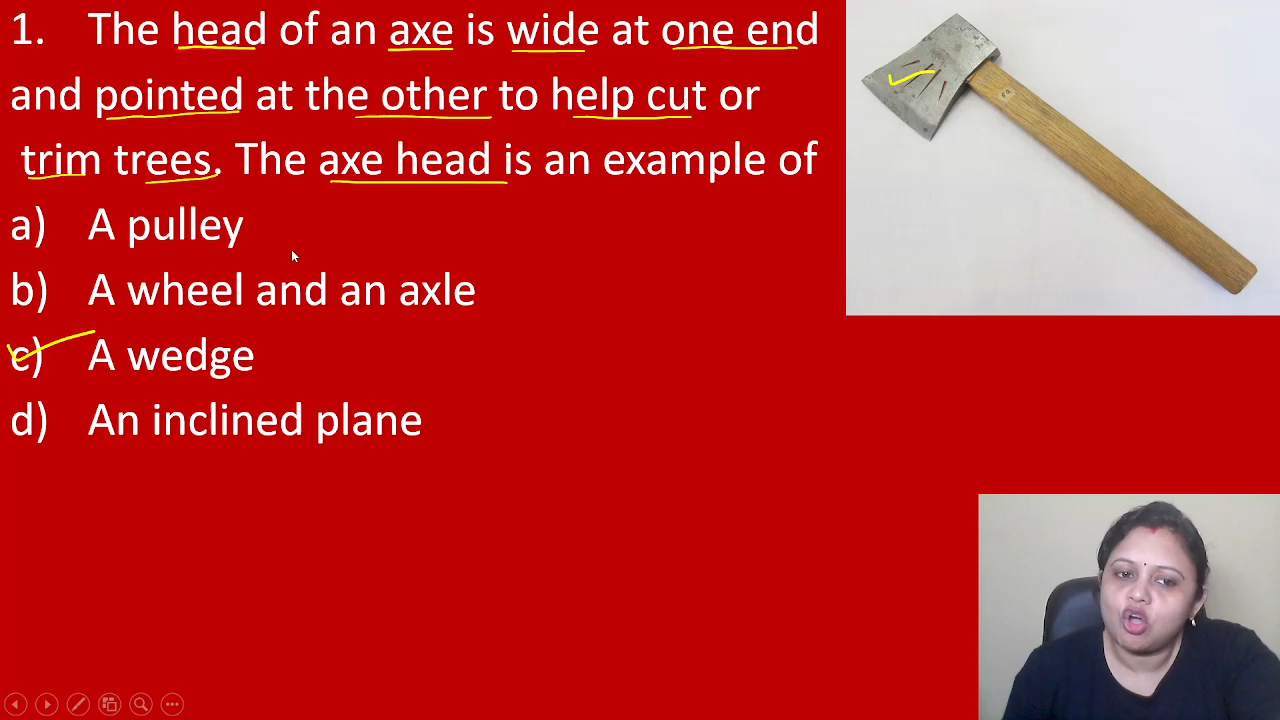 1. The head of an axe is wide at one end
and pointed at the other to help cut or
trim trees. The axe head is an example of
a) A pulley
b) A wheel and an axle
c) A wedge
d) An inclined plane